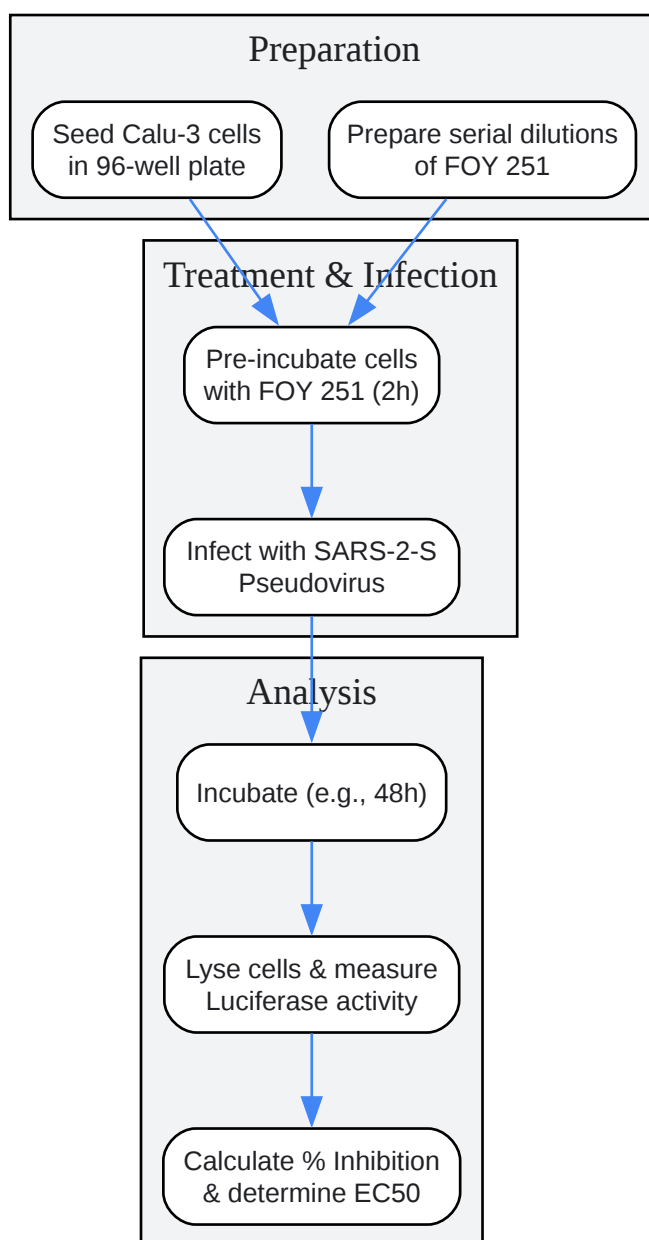 Preparation
Seed Calu-3 cells
in 96-well plate
Prepare serial dilutions
of FOY 251
Treatment & Infection
Pre-incubate cells
with FOY 251 (2h)
Infect with SARS-2-S
Pseudovirus
Analysis
Incubate (e.g., 48h)
Lyse cells & measure
Luciferase activity
Calculate % Inhibition
& determine EC50